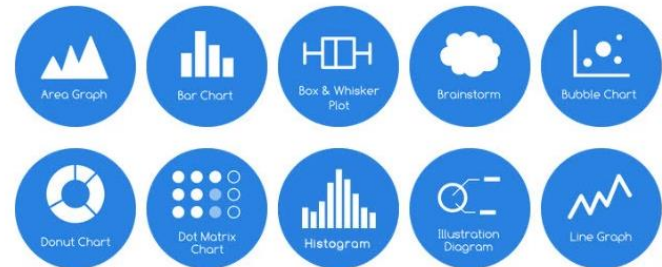 Area Graph
Bar Chart
Box & Whisker
Plot
Brainstorm
Bubble Chart
Donut Chart
Dot Matrix
Chart
Histogram
Illustration
Diagram
Line Graph